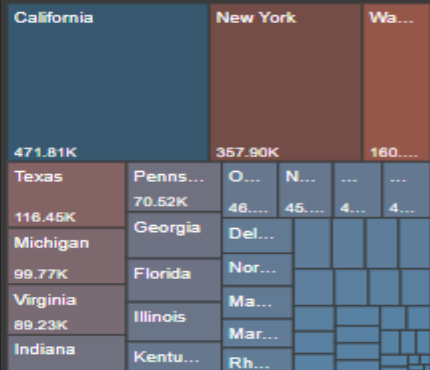 California
471.81K
New York
357.90K
Wa...
160....
Texas
116.45K
Michigan
99.77K
Virginia
89.23K
Indiana
Penns...
70.52K
Georgia
Florida
Illinois
Kentu...
O...
46....
N...
45....
...
4...
...
4...
Del...
Nor...
Ma...
Mar...
Rh...